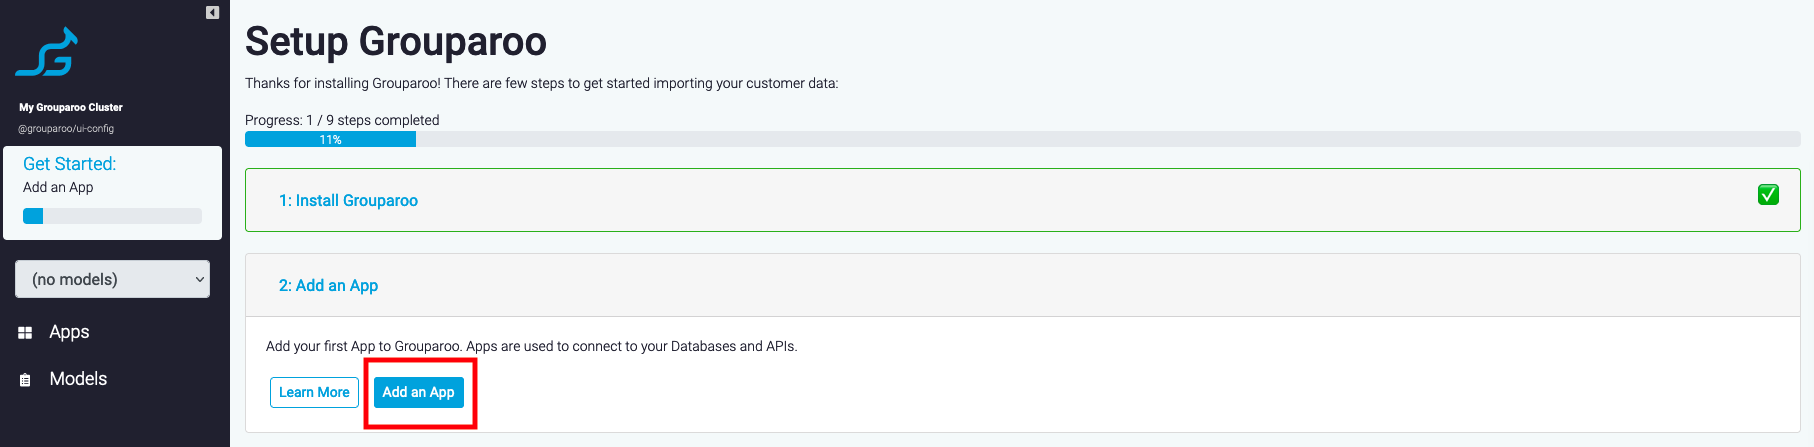 My Grouparoo Cluster
@grouparoo/ui-config
Get Started:
Add an App
(no models)
Apps
Models
Setup Grouparoo
Thanks for installing Grouparoo! There are few steps to get started importing your customer data:
Progress: 1 / 9 steps completed
11%
1: Install Grouparoo
2: Add an App
Add your first App to Grouparoo. Apps are used to connect to your Databases and APIs.
Learn More
Add an App